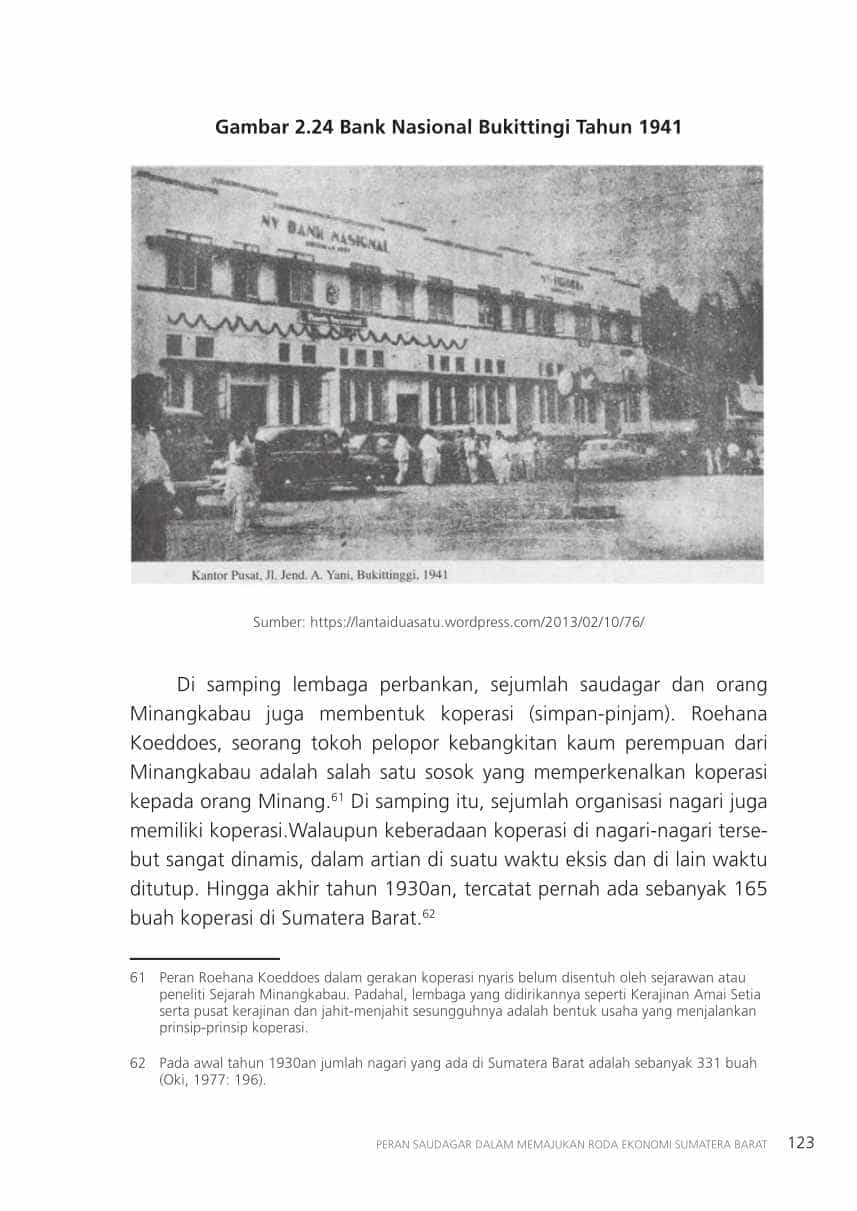 Gambar 2.24 Bank Nasional Bukittingi Tahun 1941
NV BANK NASIONAL
Kantor Pusat, Jl. Jend. A. Yani, Bukittinggi, 1941
Sumber: https://lantaiduasatu.wordpress.com/2013/02/10/76/
Di samping lembaga perbankan, sejumlah saudagar dan orang
Minangkabau juga membentuk koperasi (simpan-pinjam). Roehana
Koeddoes, seorang tokoh pelopor kebangkitan kaum perempuan dari
Minangkabau adalah salah satu sosok yang memperkenalkan koperasi
kepada orang Minang.61 Di samping itu, sejumlah organisasi nagari juga
memiliki koperasi.Walaupun keberadaan koperasi di nagari-nagari terse-
but sangat dinamis, dalam artian di suatu waktu eksis dan di lain waktu
ditutup. Hingga akhir tahun 1930an, tercatat pernah ada sebanyak 165
buah koperasi di Sumatera Barat.62
61 Peran Roehana Koeddoes dalam gerakan koperasi nyaris belum disentuh oleh sejarawan atau
peneliti Sejarah Minangkabau. Padahal, lembaga yang didirikannya seperti Kerajinan Amai Setia
serta pusat kerajinan dan jahit-menjahit sesungguhnya adalah bentuk usaha yang menjalankan
prinsip-prinsip koperasi.
62 Pada awal tahun 1930an jumlah nagari yang ada di Sumatera Barat adalah sebanyak 331 buah
(Oki, 1977: 196).
PERAN SAUDAGAR DALAM MEMAJUKAN RODA EKONOMI SUMATERA BARAT 123